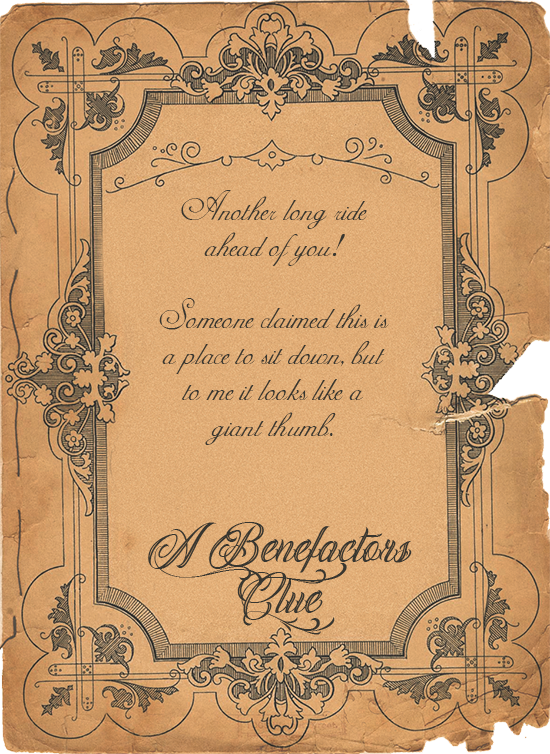 Another long ride
ahead of you!
Someone claimed this is
a place to sit down, but
to me it looks like a
giant thumb.
A Benefactors
Clue